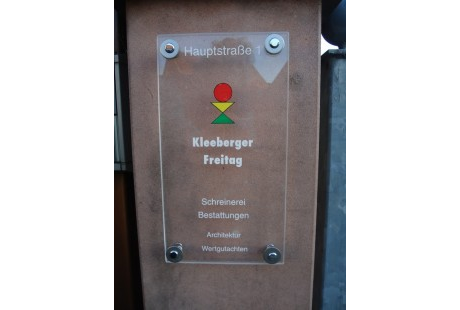 Hauptstraße 1
Kleeberger
Freitag
Schreinerei
Bestattungen
Architektur
Wertgutachten